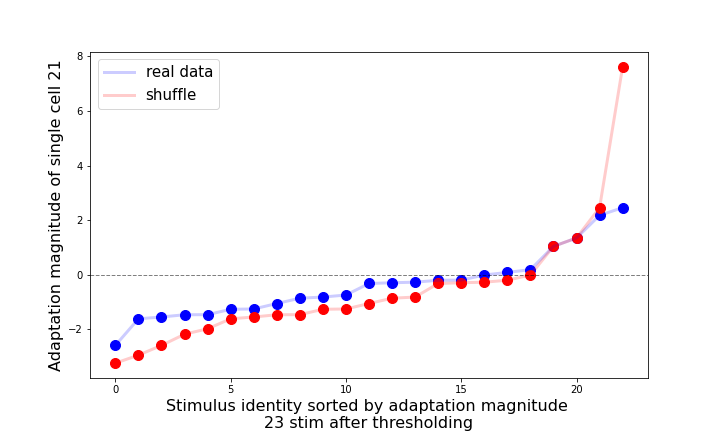 real data
shuffle
Adaptation magnitude of single cell 21
8
6
4
2
0
−2
0
5
10
15
20
Stimulus identity sorted by adaptation magnitude
23 stim after thresholding